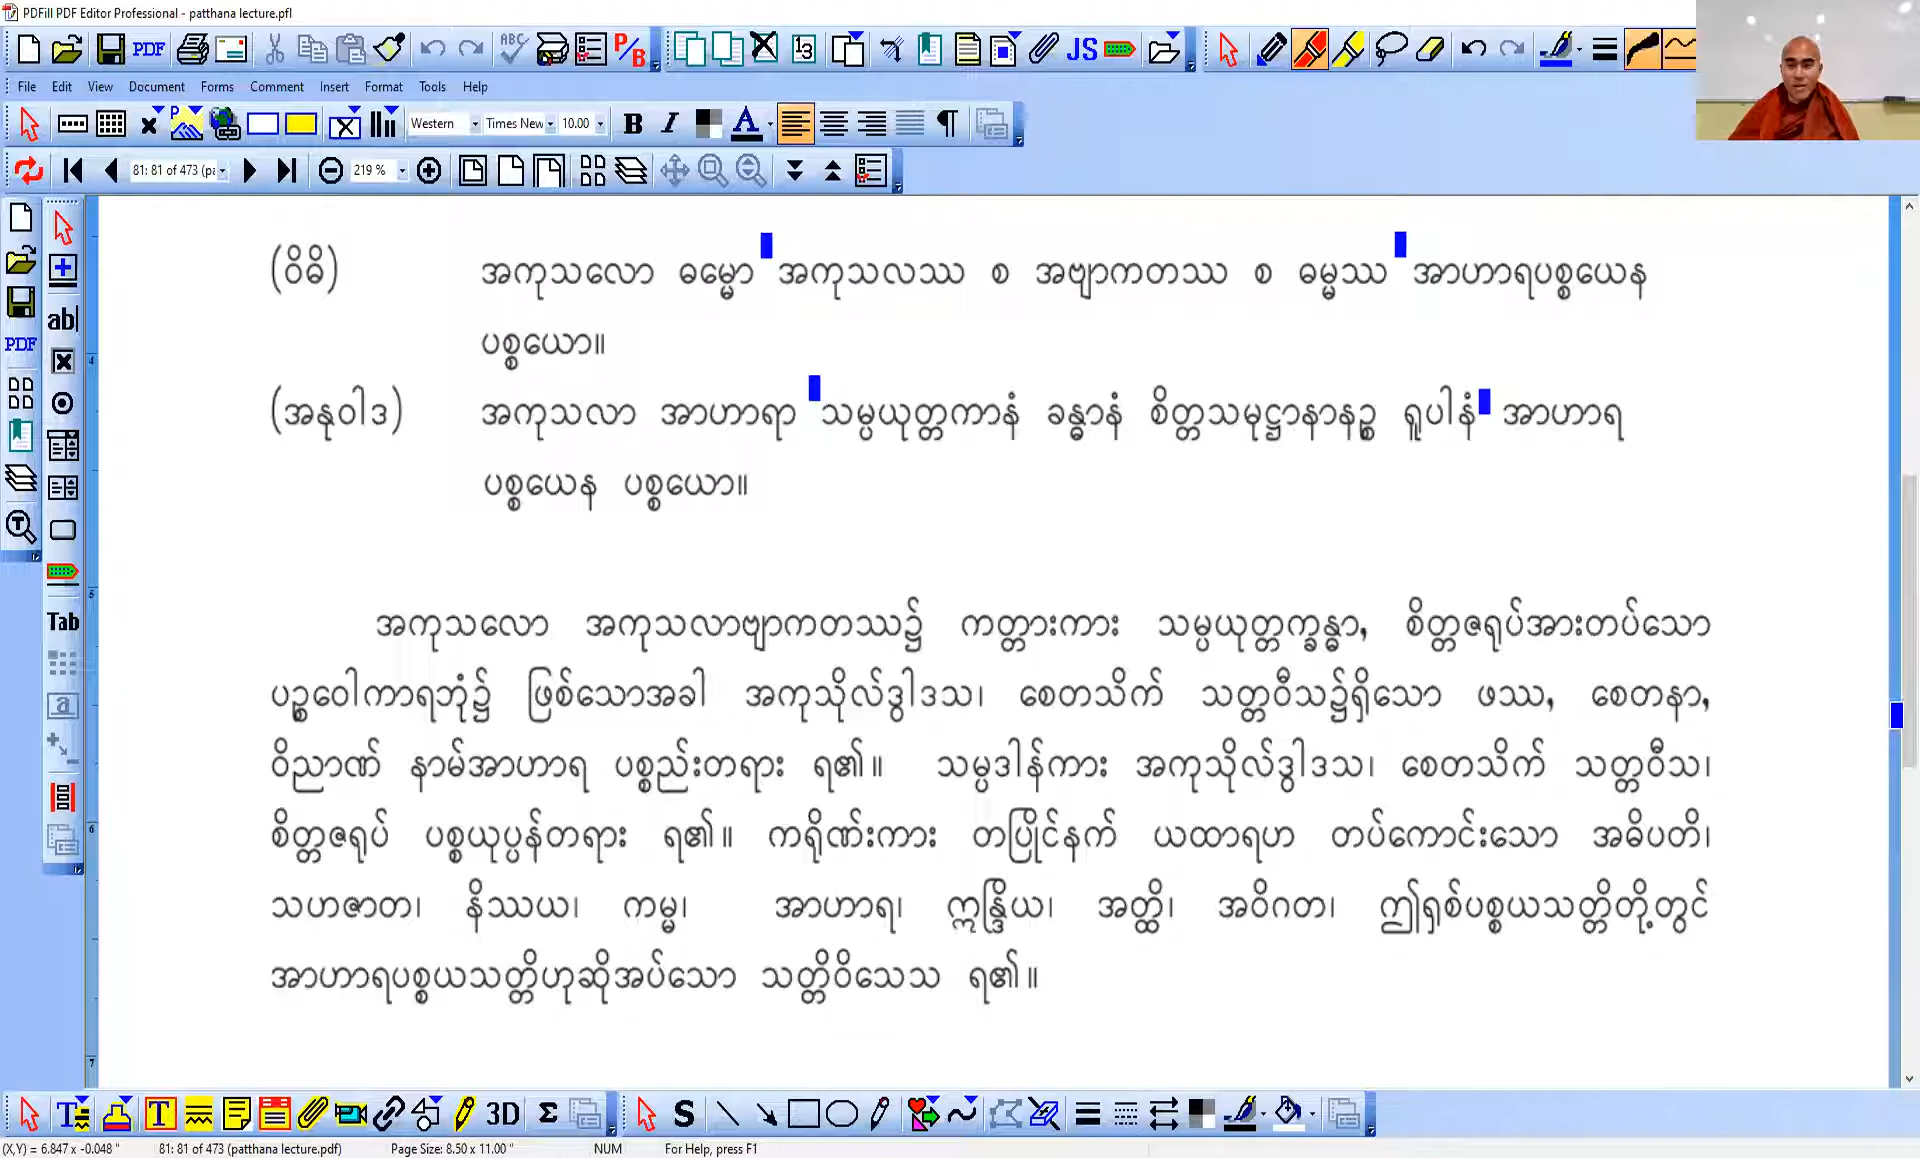 PDFill PDF Editor Professional - patthana lecture.pfl
File Edit View Document Forms Comment Insert Format Tools Help
Western Times New 10.00
81: 81 of 473 (pa 219 %
(ဝိဓိ) အကုသလော ဓမ္မော အကုသလဿ စ အဗျာကတဿ စ ဓမ္မဿ အာဟာရပစ္စယေန
ပစ္စယော။
(အနုဝါဒ) အကုသလာ အာဟာရာ သမ္ပယုတ္တကာနံ ခန္ဓာနံ စိတ္တသမုဋ္ဌာနာနဉ္စ ရူပါနံ အာဟာရ
ပစ္စယေန ပစ္စယော။
အကုသလော အကုသလာဗျာကတဿ၌ ကတ္တားကား သမ္ပယုတ္တက္ခန္ဓာ, စိတ္တဇရုပ်အားတပ်သော
ပဉ္စဝေါကာရဘုံ၌ ဖြစ်သောအခါ အကုသိုလ်ဒွါဒသ၊ စေတသိက် သတ္တဝီသ၌ရှိသော ဖဿ, စေတနာ,
ဝိညာဏ် နာမ်အာဟာရ ပစ္စည်းတရား ရ၏။ သမ္ပဒါန်ကား အကုသိုလ်ဒွါဒသ၊ စေတသိက် သတ္တဝီသ၊
စိတ္တဇရုပ် ပစ္စယုပ္ပန်တရား ရ၏။ ကရိုဏ်းကား တပြိုင်နက် ယထာရဟ တပ်ကောင်းသော အဓိပတိ၊
သဟဇာတ၊ နိဿယ၊ ကမ္မ၊ အာဟာရ၊ ဣန္ဒြိယ၊ အတ္ထိ၊ အဝိဂတ၊ ဤရှစ်ပစ္စယသတ္တိတို့တွင်
အာဟာရပစ္စယသတ္တိဟုဆိုအပ်သော သတ္တိဝိသေသ ရ၏။
(X,Y) = 6.847 x -0.048 " 81: 81 of 473 (patthana lecture.pdf) Page Size: 8.50 x 11.00 " NUM For Help, press F1